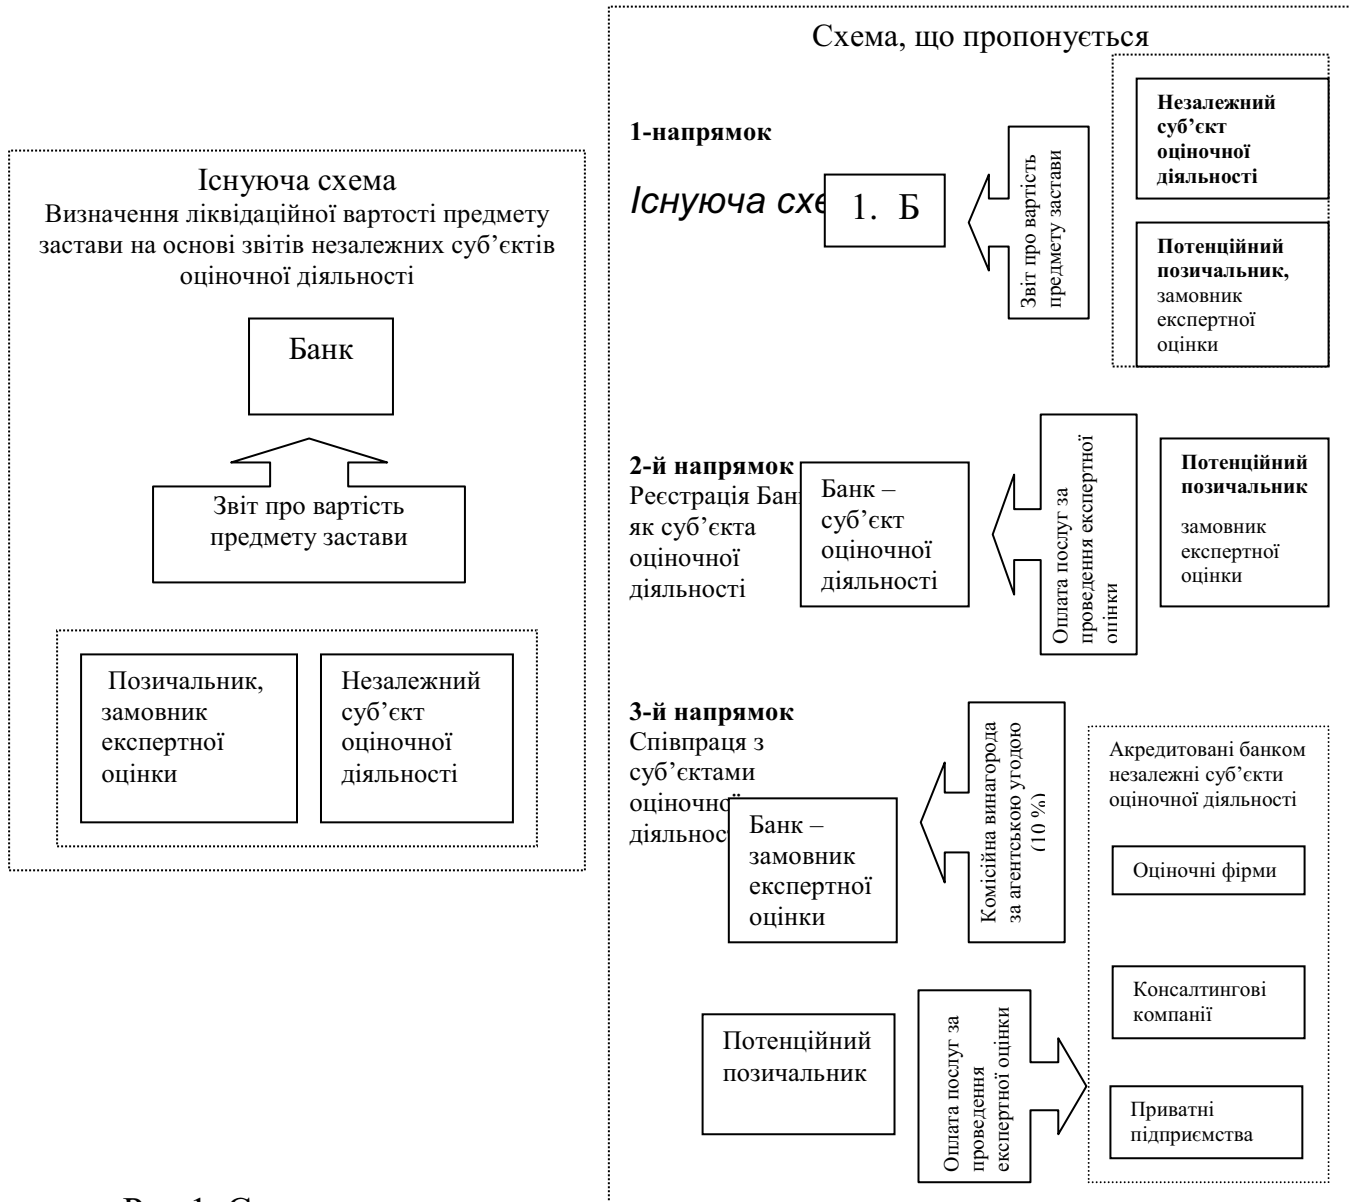 Існуюча схема
Визначення ліквідаційної вартості предмету
застави на основі звітів незалежних суб’єктів
оціночної діяльності
Банк
Звіт про вартість
предмету застави
Позичальник,
замовник
експертної
оцінки
Незалежний
суб’єкт
оціночної
діяльності
Схема, що пропонується
1-напрямок
Існуюча схе
1. Б
Звіт про вартість
предмету застави
Незалежний
суб’єкт
оціночної
діяльності
Потенційний
позичальник,
замовник
експертної
оцінки
2-й напрямок
Реєстрація Бан
як суб’єкта
оціночної
діяльності
Банк –
суб’єкт
оціночної
діяльності
Оплата послуг за
проведення експертної
оцінки
Потенційний
позичальник
замовник
експертної
оцінки
3-й напрямок
Співпраця з
суб’єктами
оціночної
діяльнос
Банк –
замовник
експертної
оцінки
Комісійна винагорода
за агентською угодою
(10 %)
Акредитовані банком
незалежні суб’єкти
оціночної діяльності
Оціночні фірми
Консалтингові
компанії
Приватні
підприємства
Потенційний
позичальник
Оплата послуг за
проведення
експертної оцінки